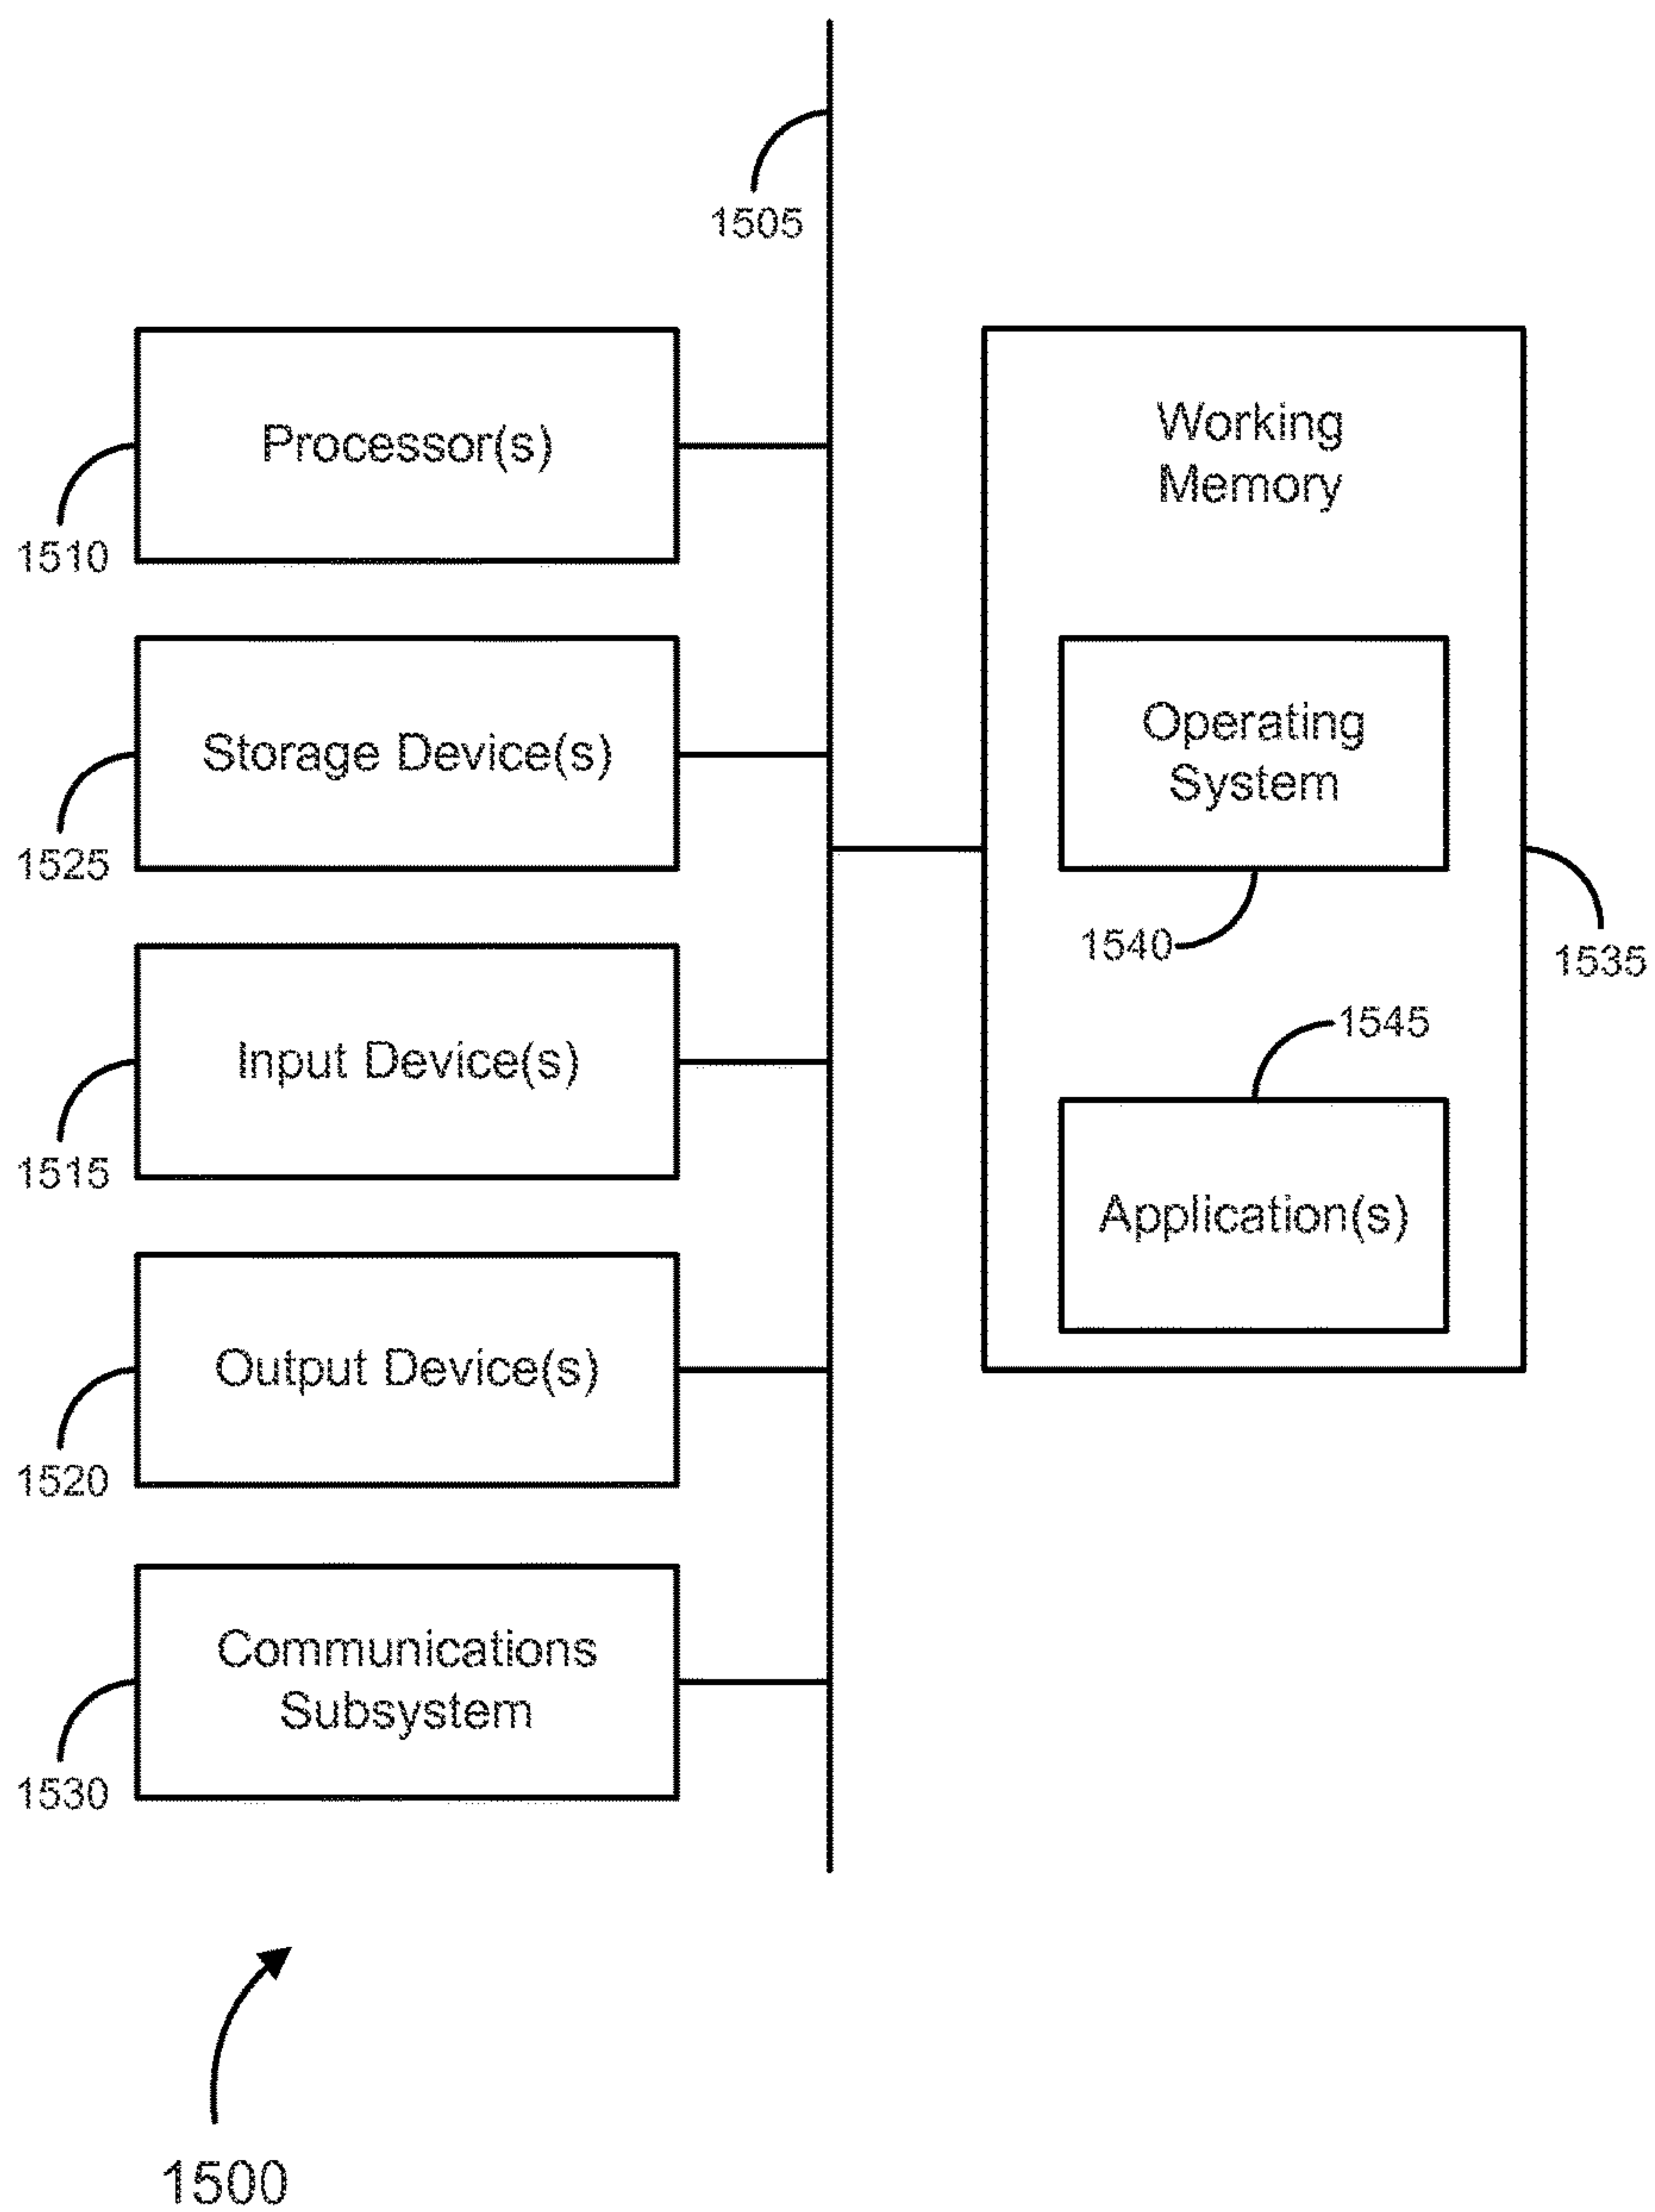 1505
Processor(s)
1510
Storage Device(s)
1525
Input Device(s)
1515
Output Device(s)
1520
Communications
Subsystem
1530
Working
Memory
Operating
System
1540
1535
1545
Application(s)
1500